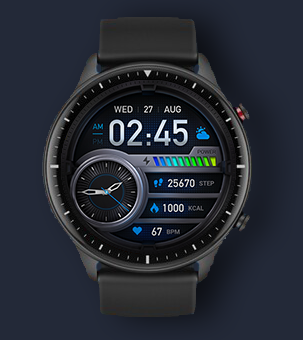 WED | 27 | AUG
AM
PM
02:45
POWER
25670 STEP
1000 KCAL
67 BPM